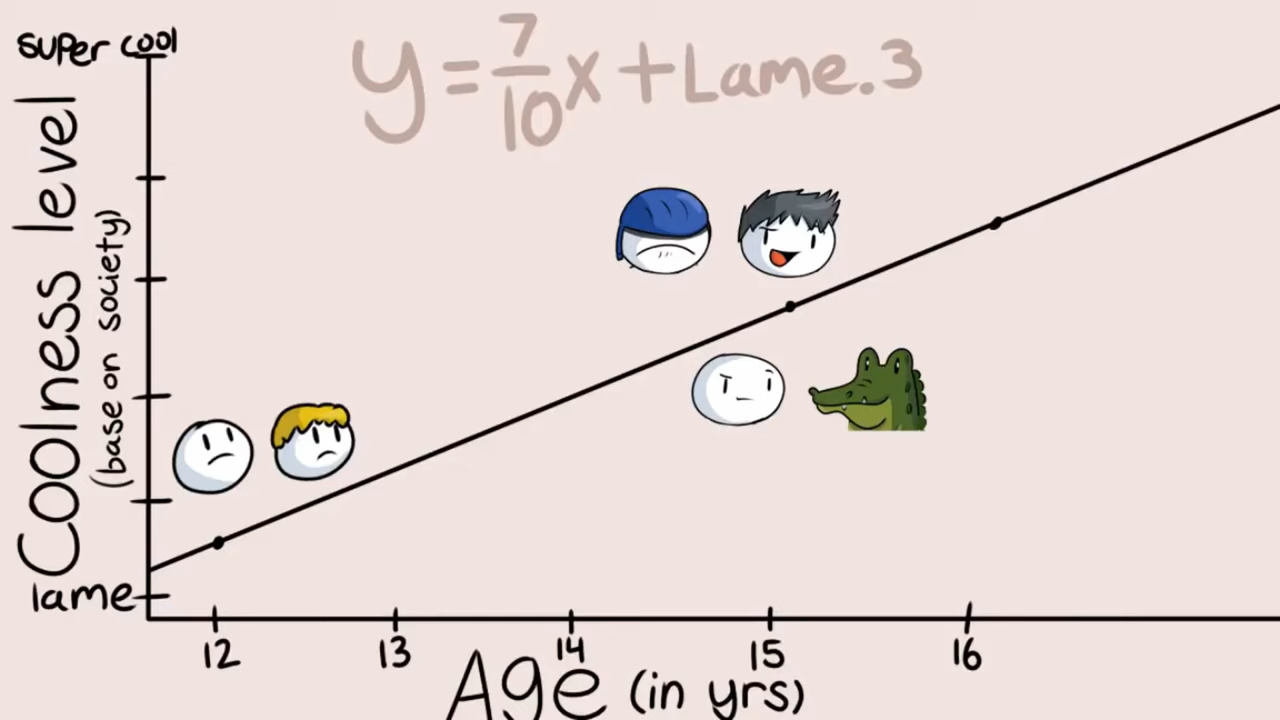 super cool
y = 7/10 x + Lame.3
Coolness level
(base on society)
lame
12 13 14 15 16
Age (in yrs)